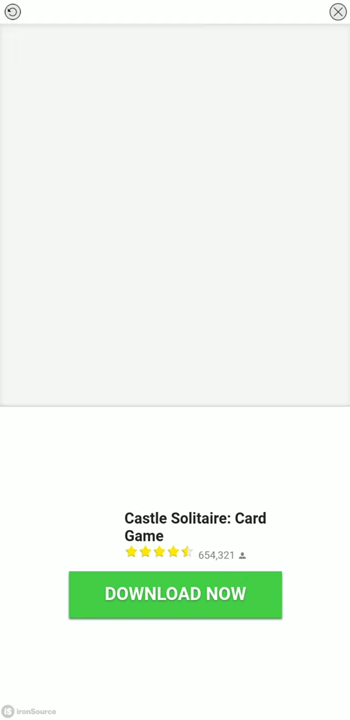 Castle Solitaire: Card
Game
654,321
DOWNLOAD NOW
ironSource